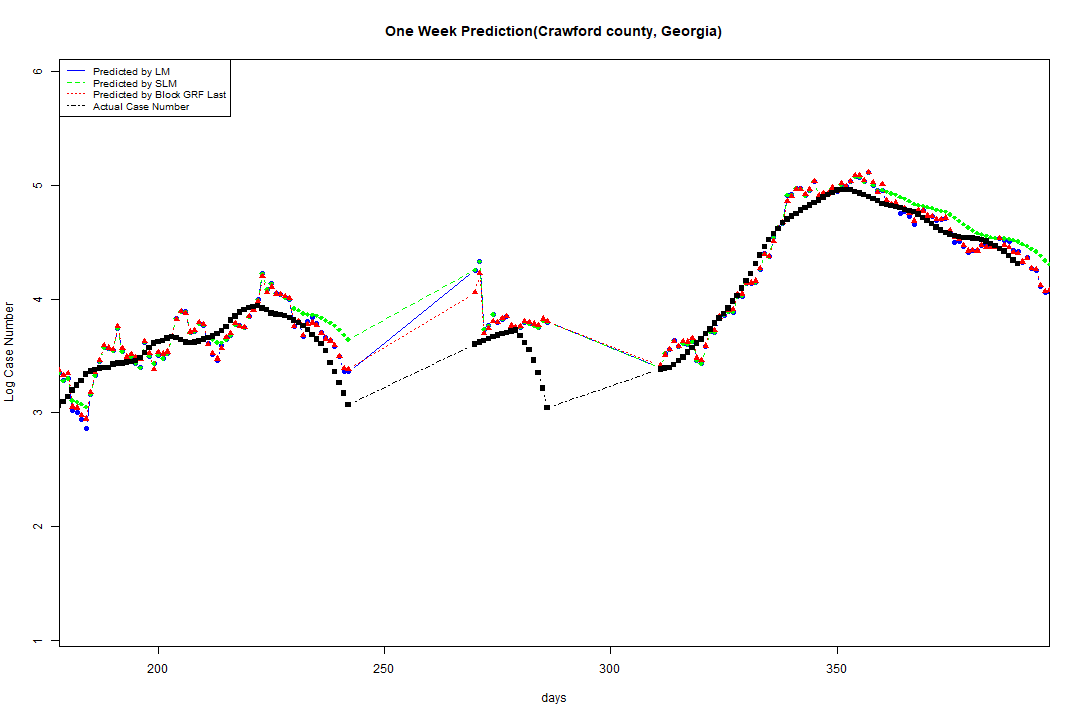 One Week Prediction(Crawford county, Georgia)
Predicted by LM
Predicted by SLM
Predicted by Block GRF Last
Actual Case Number
6
5
4
3
2
1
Log Case Number
200 250 300 350
days